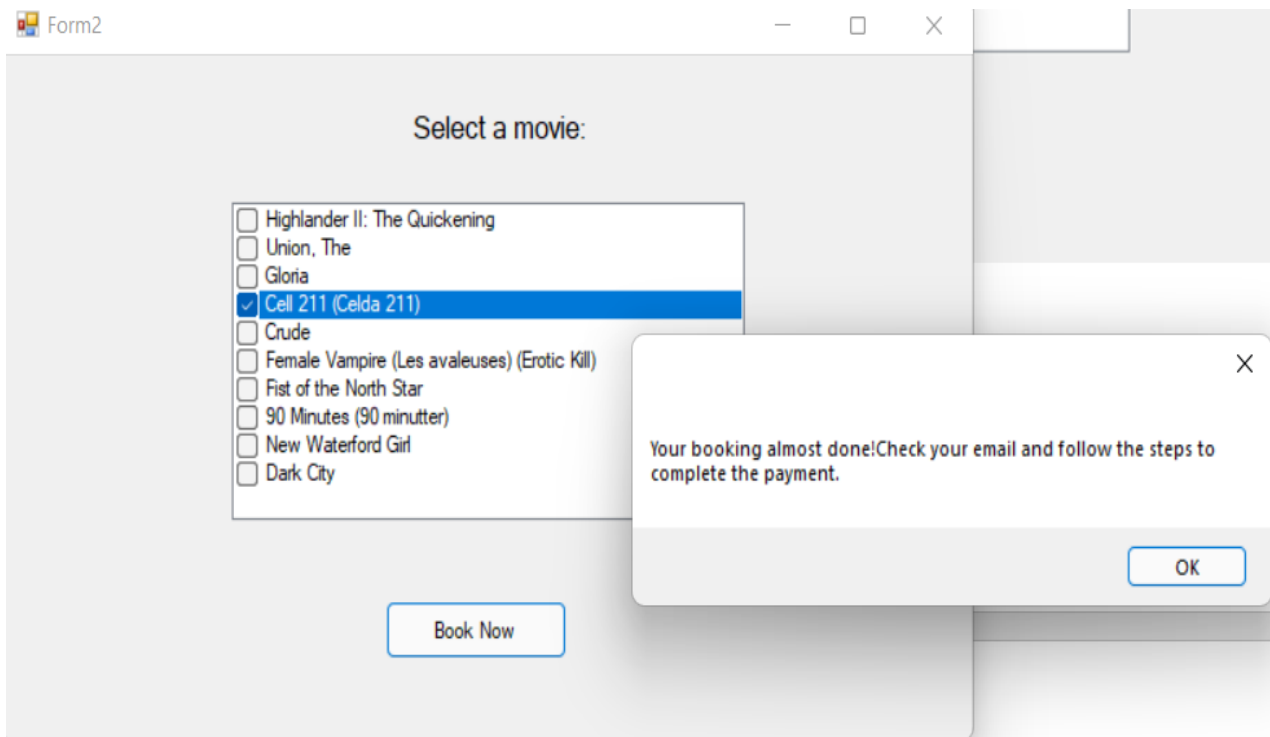 Form2
Select a movie:
Highlander II: The Quickening
Union, The
Gloria
Cell 211 (Celda 211)
Crude
Female Vampire (Les avaleuses) (Erotic Kill)
Fist of the North Star
90 Minutes (90 minutter)
New Waterford Girl
Dark City
Your booking almost done!Check your email and follow the steps to
complete the payment.
OK
Book Now